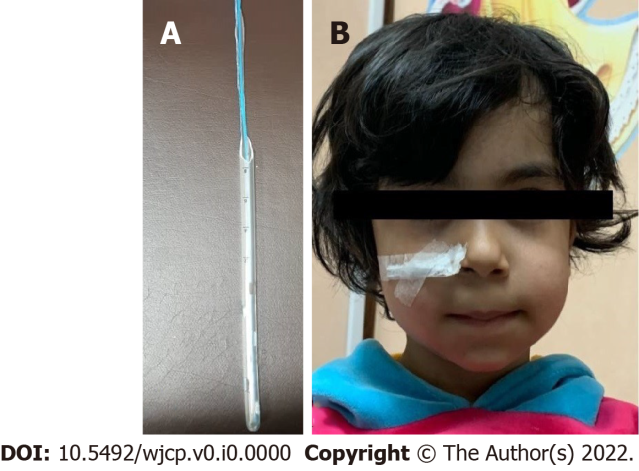 A
B
DOI: 10.5492/wjcp.v0.i0.0000 Copyright © The Author(s) 2022.